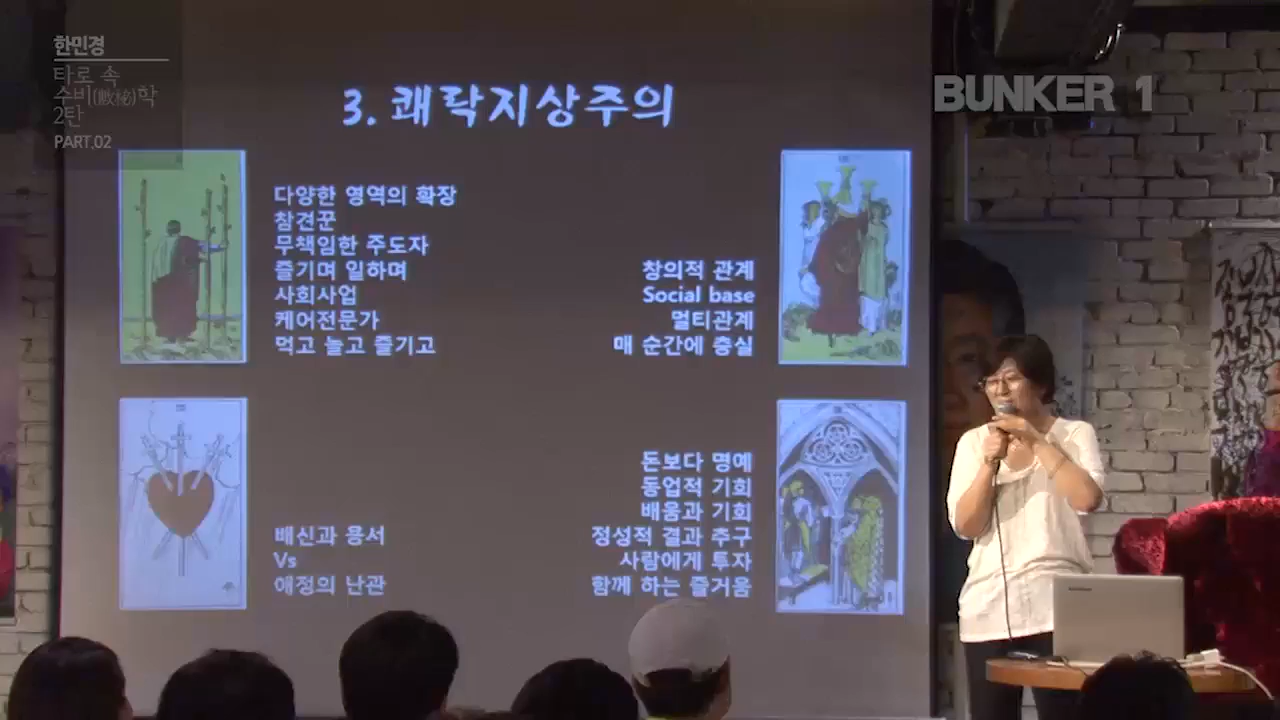 한민경
타로 속
수비(數秘)학
2탄
PART.02
BUNKER 1
3. 쾌락지상주의
다양한 영역의 확장
참견꾼
무책임한 주도자
즐기며 일하며
사회사업
케어전문가
먹고 놀고 즐기고
창의적 관계
Social base
멀티관계
매 순간에 충실
배신과 용서
Vs
애정의 난관
돈보다 명예
동업적 기회
배움과 기회
정성적 결과 추구
사람에게 투자
함께 하는 즐거움